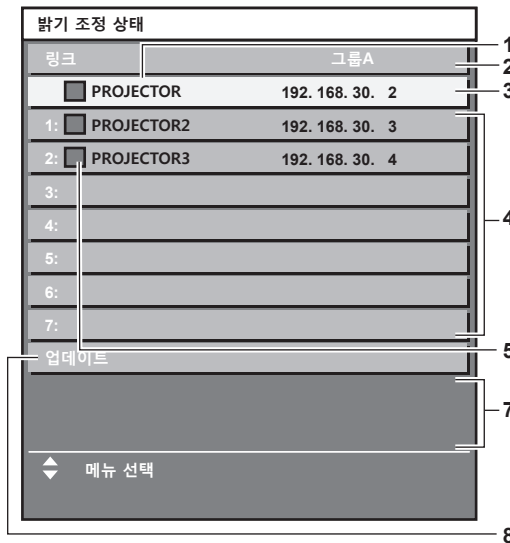 밝기 조정 상태
링크 그룹A 1
2
PROJECTOR 192. 168. 30. 2 3
1: PROJECTOR2 192. 168. 30. 3
2: PROJECTOR3 192. 168. 30. 4
3:
4: 4
5:
6:
7:
업데이트 5
7
메뉴 선택
8